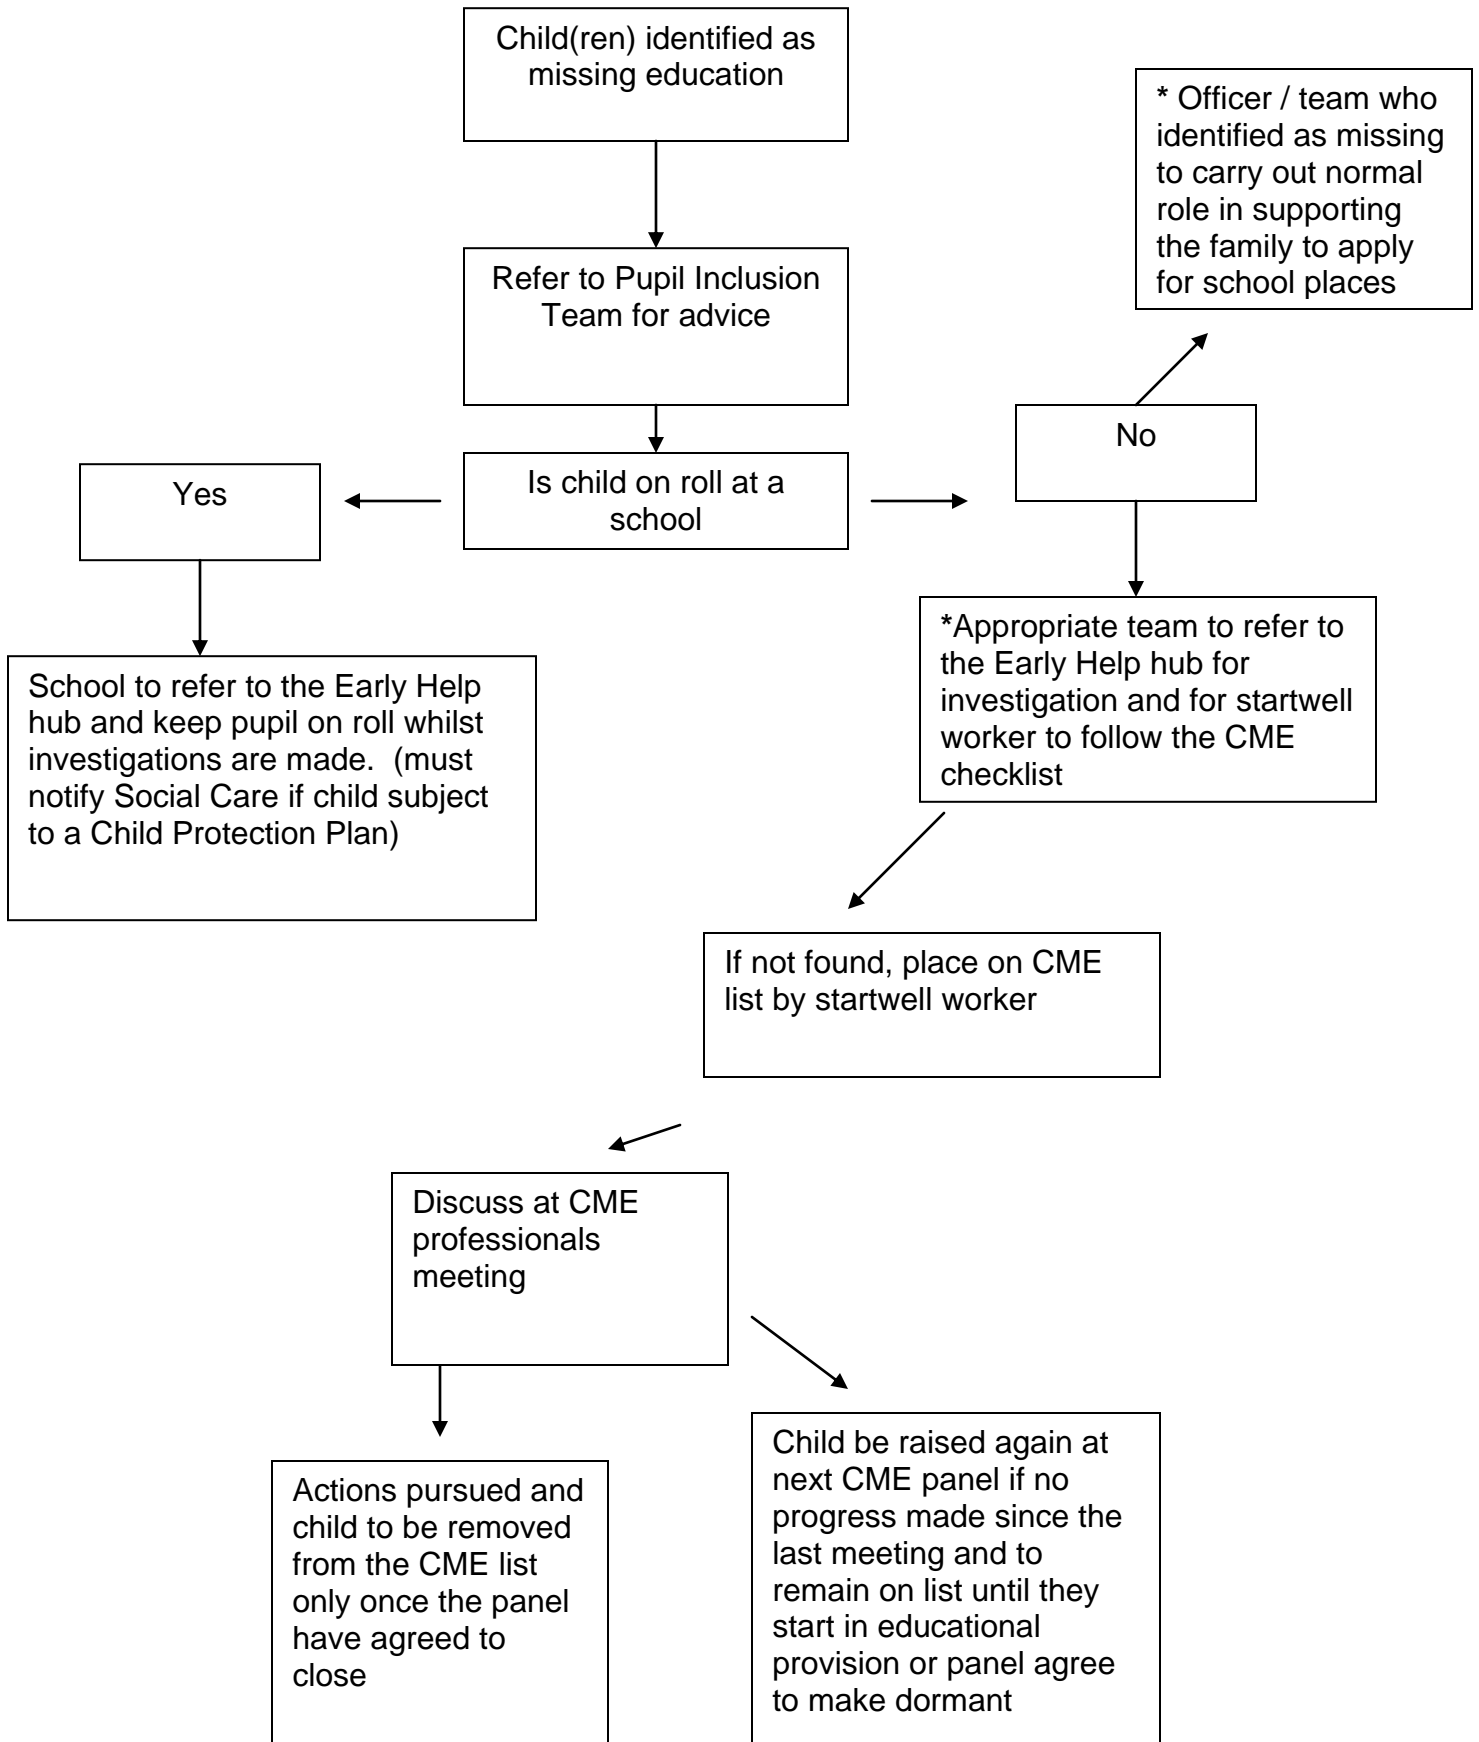 Child(ren) identified as
missing education
* Officer / team who
identified as missing
to carry out normal
role in supporting
the family to apply
for school places
Refer to Pupil Inclusion
Team for advice
No
Is child on roll at a
school
Yes
*Appropriate team to refer to
the Early Help hub for
investigation and for startwell
worker to follow the CME
checklist
School to refer to the Early Help
hub and keep pupil on roll whilst
investigations are made.  (must
notify Social Care if child subject
to a Child Protection Plan)
If not found, place on CME
list by startwell worker
Discuss at CME
professionals
meeting
Actions pursued and
child to be removed
from the CME list
only once the panel
have agreed to
close
Child be raised again at
next CME panel if no
progress made since the
last meeting and to
remain on list until they
start in educational
provision or panel agree
to make dormant